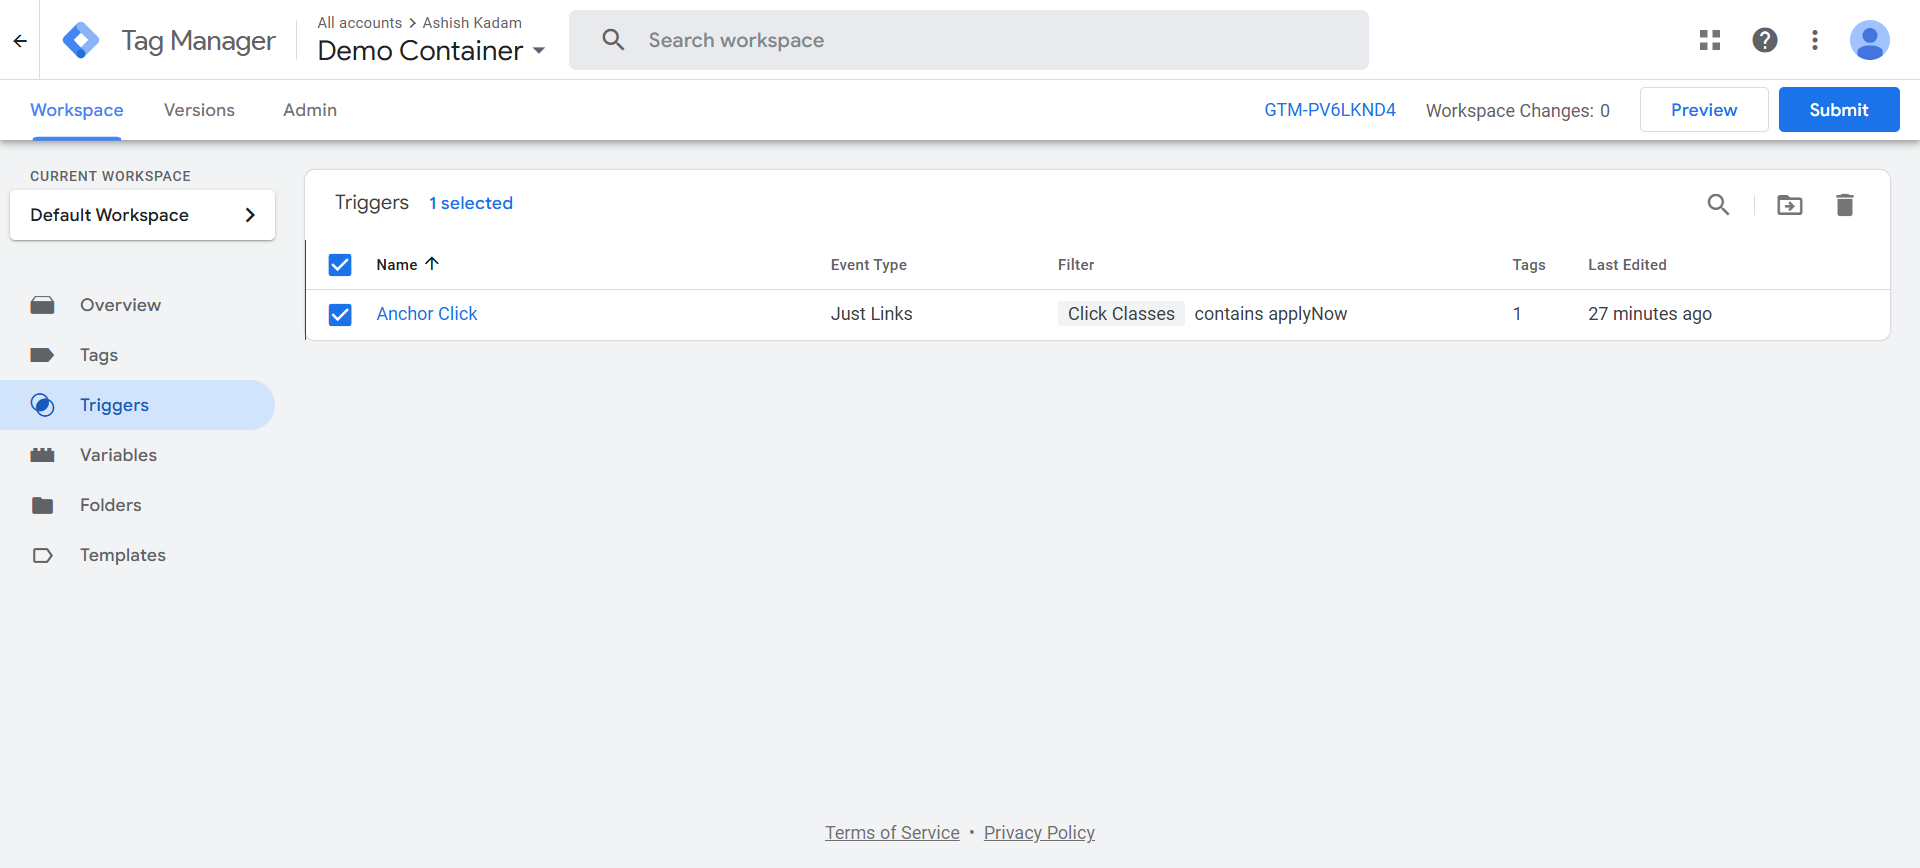 Tag Manager
All accounts > Ashish Kadam
Demo Container
Search workspace
Workspace
Versions
Admin
GTM-PV6LKND4
Workspace Changes: 0
Preview
Submit
CURRENT WORKSPACE
Default Workspace
Overview
Tags
Triggers
Variables
Folders
Templates
Triggers 1 selected
Name Event Type Filter Tags Last Edited
Anchor Click Just Links Click Classes contains applyNow 1 27 minutes ago
Terms of Service • Privacy Policy